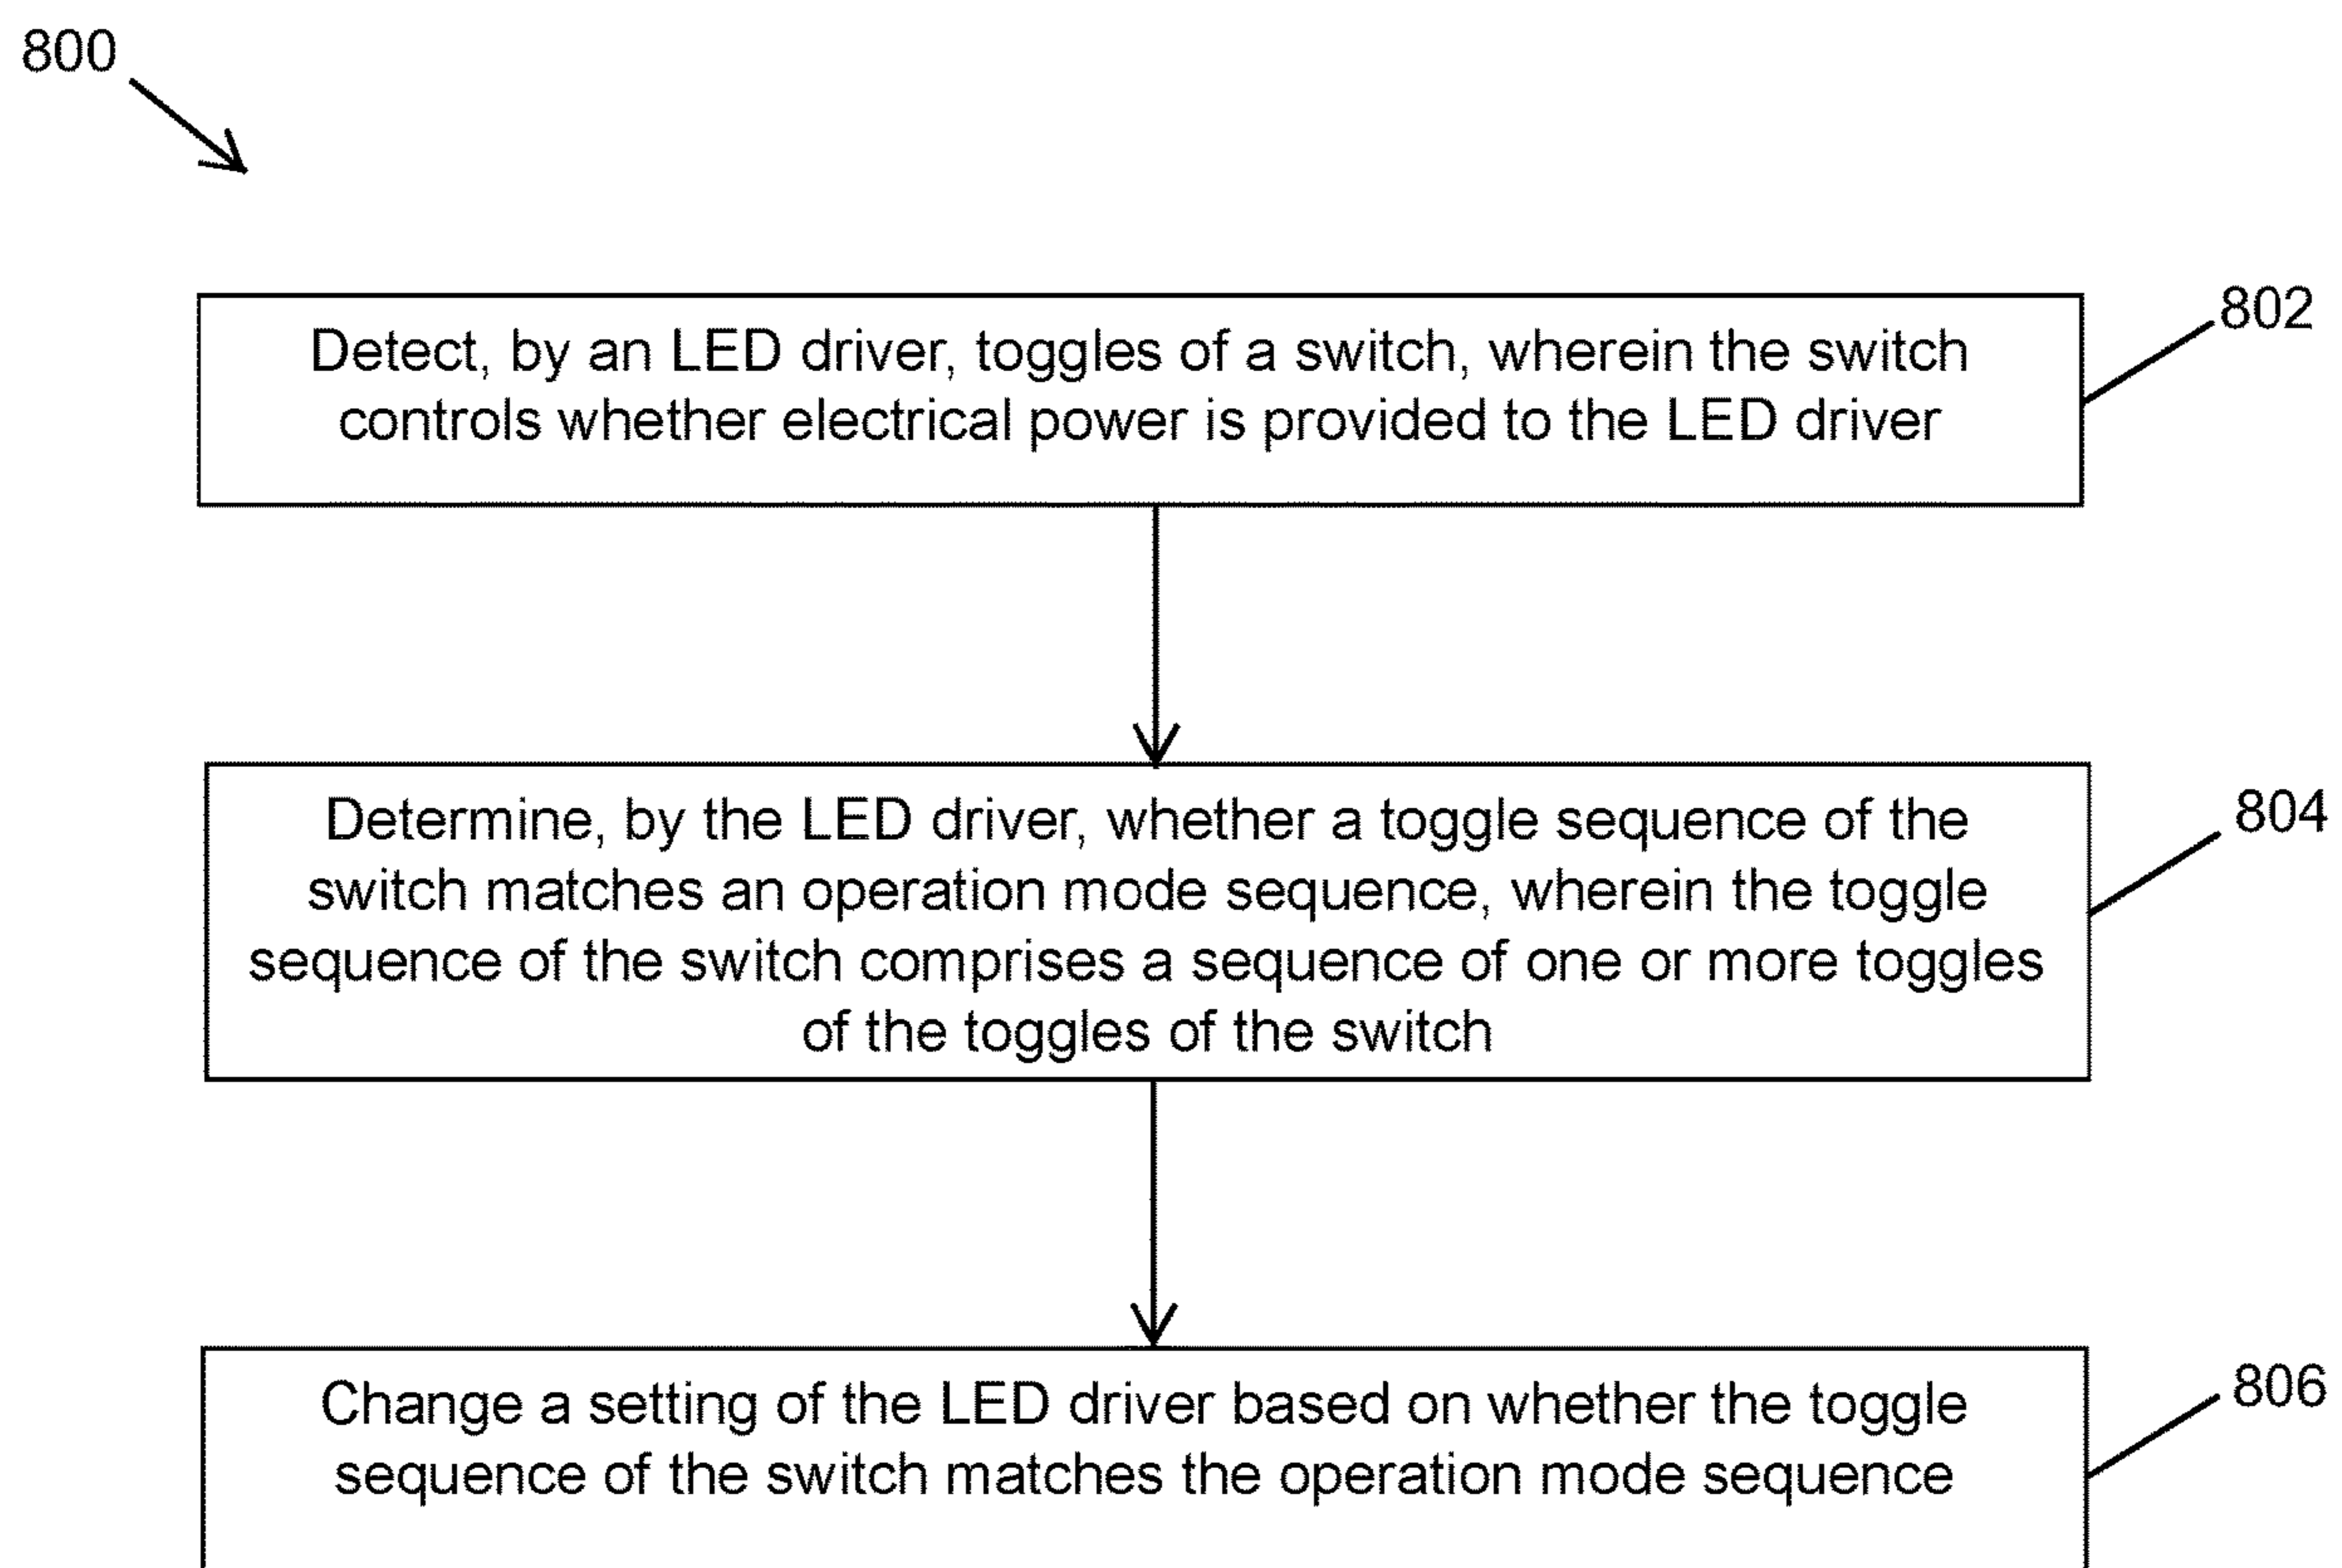 800
802
Detect, by an LED driver, toggles of a switch, wherein the switch
controls whether electrical power is provided to the LED driver
804
Determine, by the LED driver, whether a toggle sequence of the
switch matches an operation mode sequence, wherein the toggle
sequence of the switch comprises a sequence of one or more toggles
of the toggles of the switch
806
Change a setting of the LED driver based on whether the toggle
sequence of the switch matches the operation mode sequence